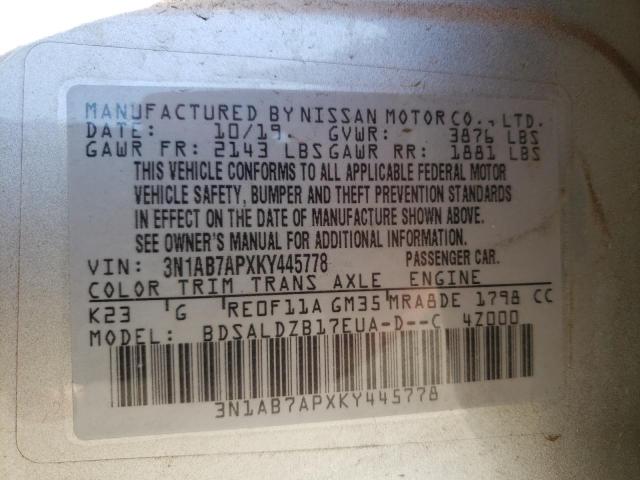 MANUFACTURED BY NISSAN MOTOR CO., LTD.
DATE: 10/19 GVWR: 3876 LBS
GAWR FR: 2143 LBS GAWR RR: 1881 LBS
THIS VEHICLE CONFORMS TO ALL APPLICABLE FEDERAL MOTOR
VEHICLE SAFETY, BUMPER AND THEFT PREVENTION STANDARDS
IN EFFECT ON THE DATE OF MANUFACTURE SHOWN ABOVE.
SEE OWNER'S MANUAL FOR ADDITIONAL INFORMATION.
VIN: 3N1AB7APXKY445778 PASSENGER CAR.
COLOR TRIM TRANS AXLE ENGINE
K23 G RE0F11A GM35 MRA8DE 1798 CC
MODEL: BDSALDZB17EUA-D--C 4Z000
3N1AB7APXKY445778